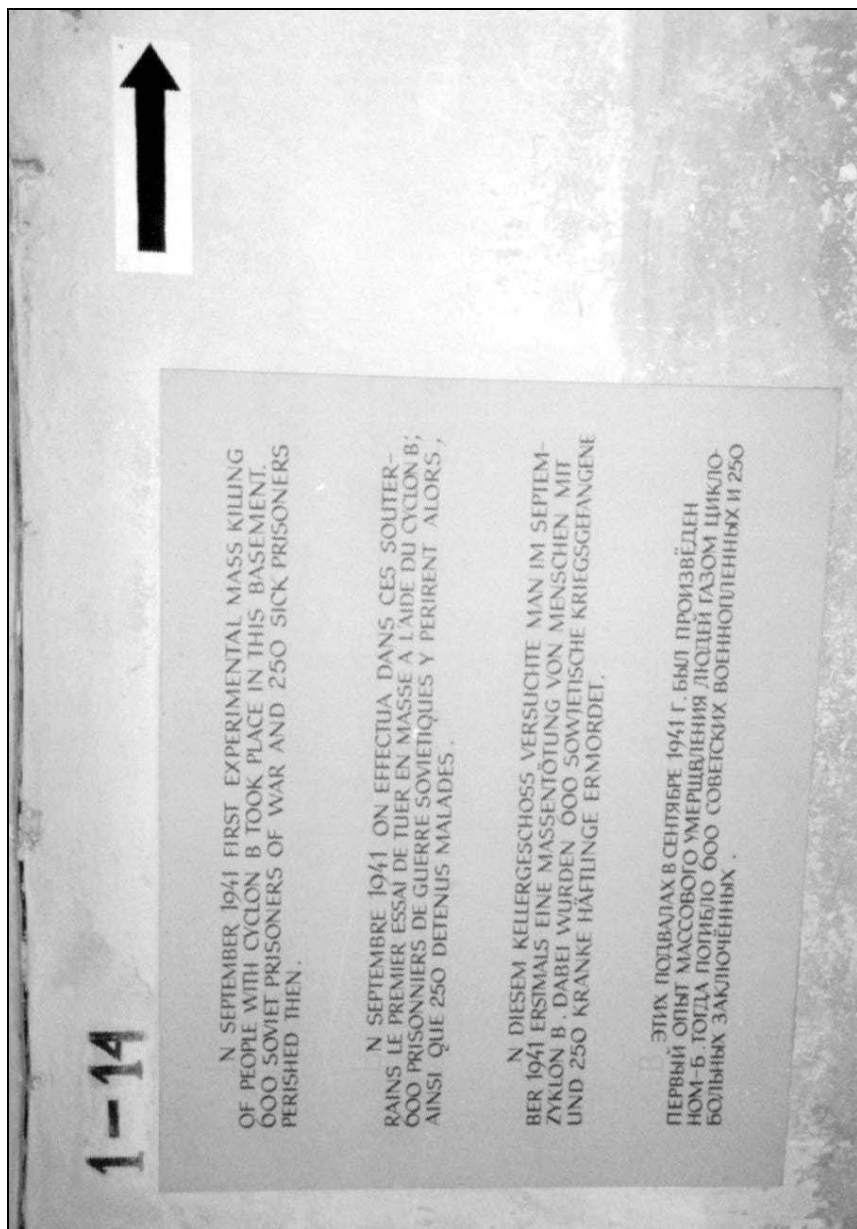 1-14
N SEPTEMBER 1941 FIRST EXPERIMENTAL MASS KILLING
OF PEOPLE WITH CYCLON B TOOK PLACE IN THIS BASEMENT.
600 SOVIET PRISONERS OF WAR AND 250 SICK PRISONERS
PERISHED THEN.
N SEPTEMBRE 1941 ON EFFECTUA DANS CES SOUTER-
RAINS LE PREMIER ESSAI DE TUER EN MASSE A L'AIDE DU CYCLON B;
600 PRISONNIERS DE GUERRE SOVIETIQUES Y PERIRENT ALORS,
AINSI QUE 250 DETENUS MALADES.
N DIESEM KELLERGESCHOSS VERSUCHTE MAN IM SEPTEM-
BER 1941 ERSTMALS EINE MASSENTÖTUNG VON MENSCHEN MIT
ZYKLON B. DABEI WURDEN 600 SOWJETISCHE KRIEGSGEFANGENE
UND 250 KRANKE HÄFTLINGE ERMORDET.
В ЭТИХ ПОДВАЛАХ В СЕНТЯБРЕ 1941 Г. БЫЛ ПРОИЗВЁДЕН
ПЕРВЫЙ ОПЫТ МАССОВОГО УМЕРЩВЛЕНИЯ ЛЮДЕЙ ГАЗОМ ЦИКЛО-
НОМ-Б. ТОГДА ПОГИБЛО 600 СОВЕТСКИХ ВОЕННОПЛЕННЫХ И 250
БОЛЬНЫХ ЗАКЛЮЧЁННЫХ.